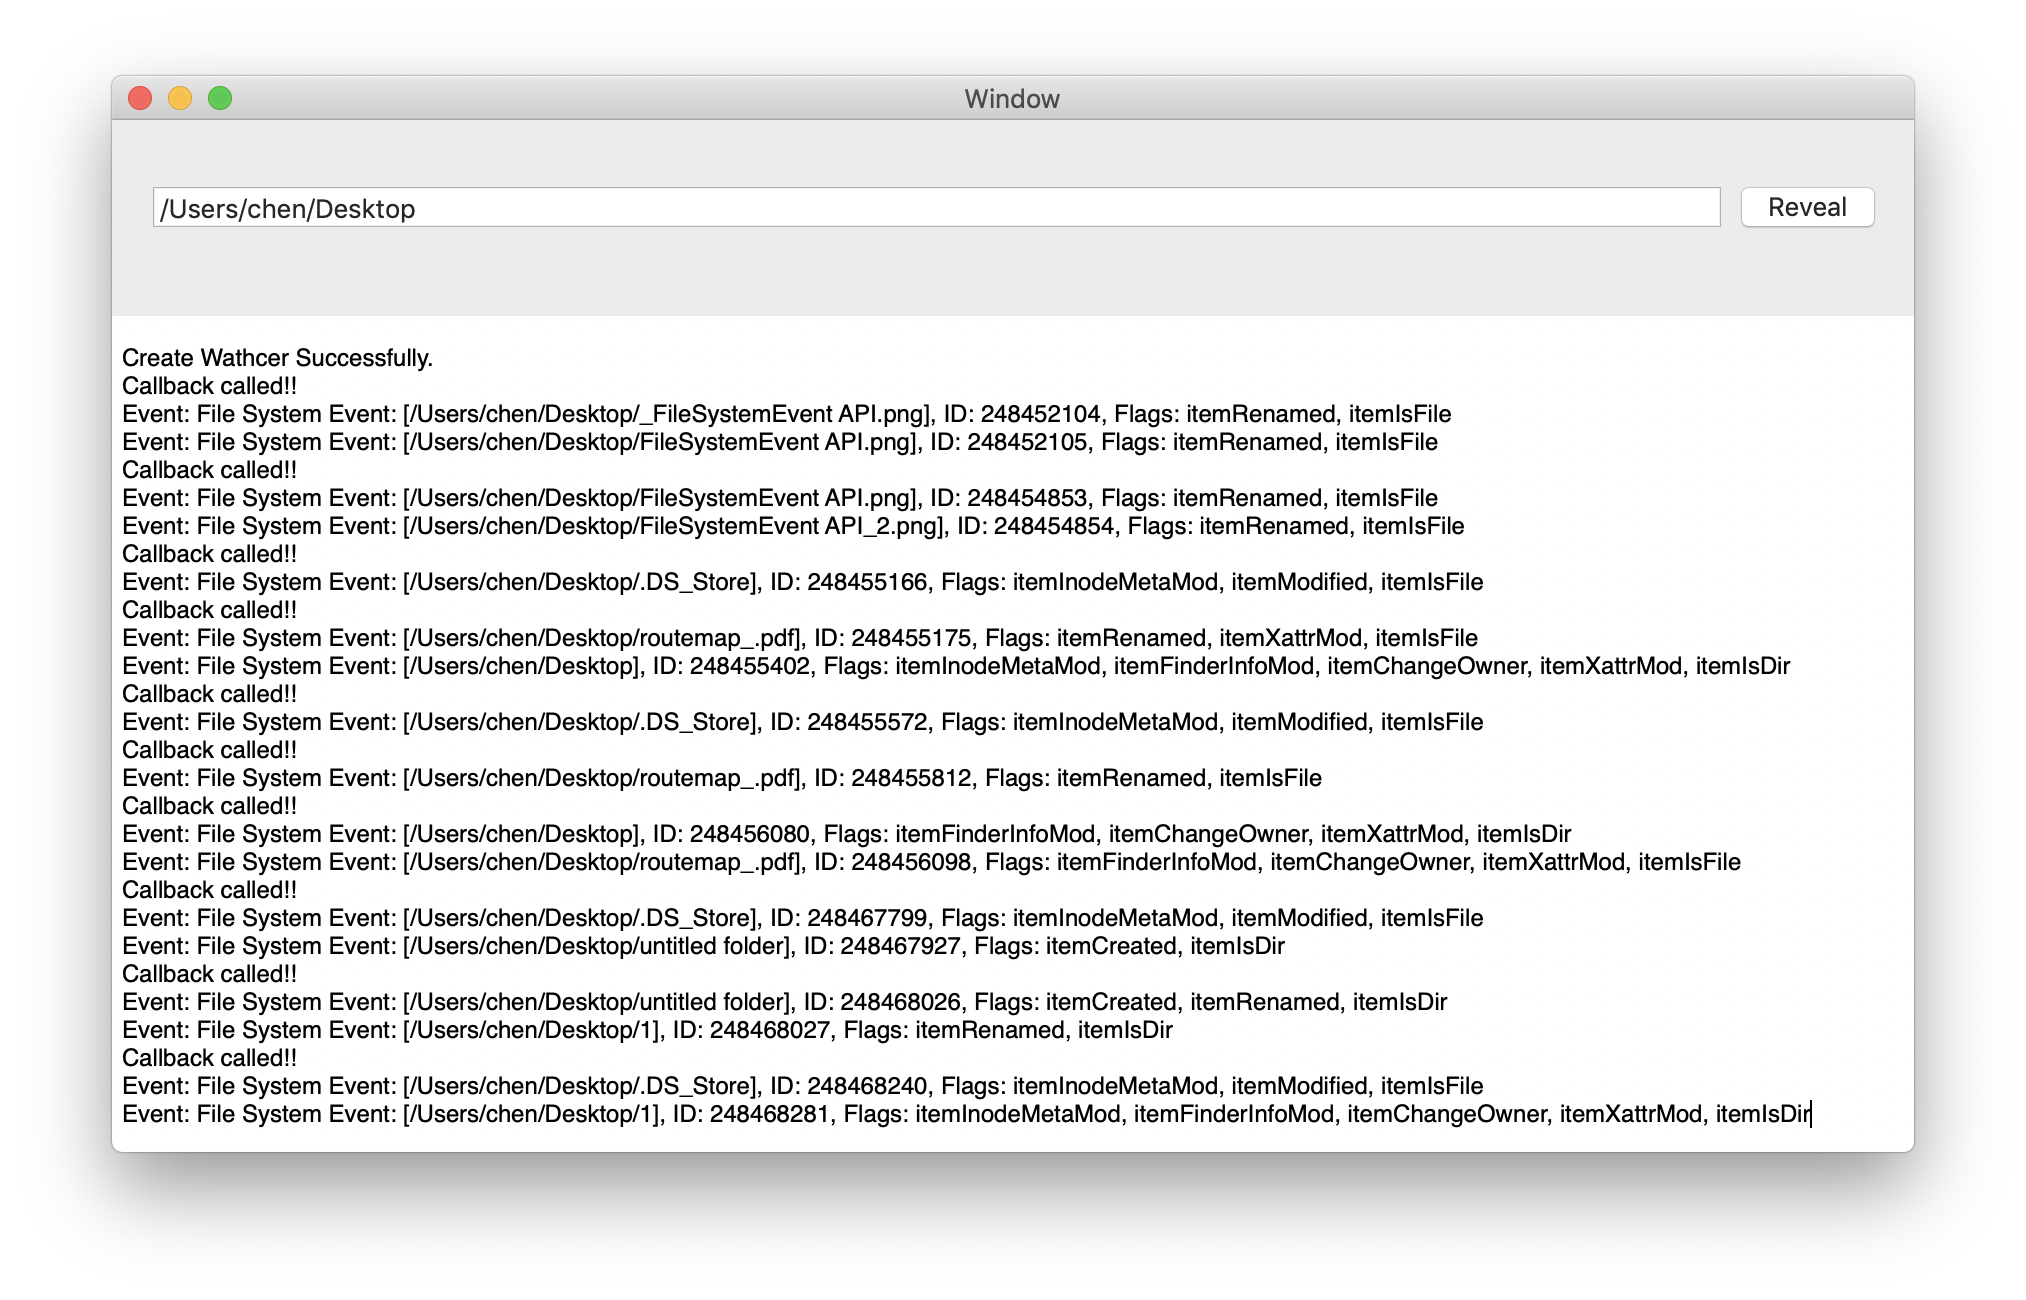 Window
/Users/chen/Desktop
Reveal
Create Wathcer Successfully.
Callback called!!
Event: File System Event: [/Users/chen/Desktop/_FileSystemEvent API.png], ID: 248452104, Flags: itemRenamed, itemIsFile
Event: File System Event: [/Users/chen/Desktop/FileSystemEvent API.png], ID: 248452105, Flags: itemRenamed, itemIsFile
Callback called!!
Event: File System Event: [/Users/chen/Desktop/FileSystemEvent API.png], ID: 248454853, Flags: itemRenamed, itemIsFile
Event: File System Event: [/Users/chen/Desktop/FileSystemEvent API_2.png], ID: 248454854, Flags: itemRenamed, itemIsFile
Callback called!!
Event: File System Event: [/Users/chen/Desktop/.DS_Store], ID: 248455166, Flags: itemInodeMetaMod, itemModified, itemIsFile
Callback called!!
Event: File System Event: [/Users/chen/Desktop/routemap_.pdf], ID: 248455175, Flags: itemRenamed, itemXattrMod, itemIsFile
Event: File System Event: [/Users/chen/Desktop], ID: 248455402, Flags: itemInodeMetaMod, itemFinderInfoMod, itemChangeOwner, itemXattrMod, itemIsDir
Callback called!!
Event: File System Event: [/Users/chen/Desktop/.DS_Store], ID: 248455572, Flags: itemInodeMetaMod, itemModified, itemIsFile
Callback called!!
Event: File System Event: [/Users/chen/Desktop/routemap_.pdf], ID: 248455812, Flags: itemRenamed, itemIsFile
Callback called!!
Event: File System Event: [/Users/chen/Desktop], ID: 248456080, Flags: itemFinderInfoMod, itemChangeOwner, itemXattrMod, itemIsDir
Event: File System Event: [/Users/chen/Desktop/routemap_.pdf], ID: 248456098, Flags: itemFinderInfoMod, itemChangeOwner, itemXattrMod, itemIsFile
Callback called!!
Event: File System Event: [/Users/chen/Desktop/.DS_Store], ID: 248467799, Flags: itemInodeMetaMod, itemModified, itemIsFile
Event: File System Event: [/Users/chen/Desktop/untitled folder], ID: 248467927, Flags: itemCreated, itemIsDir
Callback called!!
Event: File System Event: [/Users/chen/Desktop/untitled folder], ID: 248468026, Flags: itemCreated, itemRenamed, itemIsDir
Event: File System Event: [/Users/chen/Desktop/1], ID: 248468027, Flags: itemRenamed, itemIsDir
Callback called!!
Event: File System Event: [/Users/chen/Desktop/.DS_Store], ID: 248468240, Flags: itemInodeMetaMod, itemModified, itemIsFile
Event: File System Event: [/Users/chen/Desktop/1], ID: 248468281, Flags: itemInodeMetaMod, itemFinderInfoMod, itemChangeOwner, itemXattrMod, itemIsDir